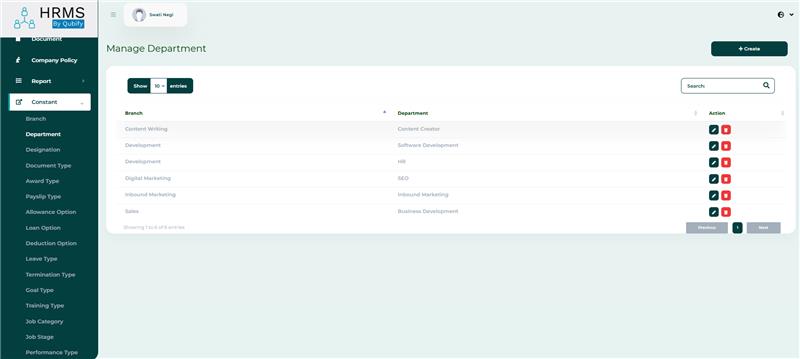 HRMS
By Qubify
Swati Negi
Document
Company Policy
Report
Constant
Branch
Department
Designation
Document Type
Award Type
Payslip Type
Allowance Option
Loan Option
Deduction Option
Leave Type
Termination Type
Goal Type
Training Type
Job Category
Job Stage
Performance Type
Manage Department
+ Create
Show 10 entries
Search:
Branch Department Action
Content Writing Content Creator
Development Software Development
Development HR
Digital Marketing SEO
Inbound Marketing Inbound Marketing
Sales Business Development
Showing 1 to 6 of 6 entries
Previous 1 Next